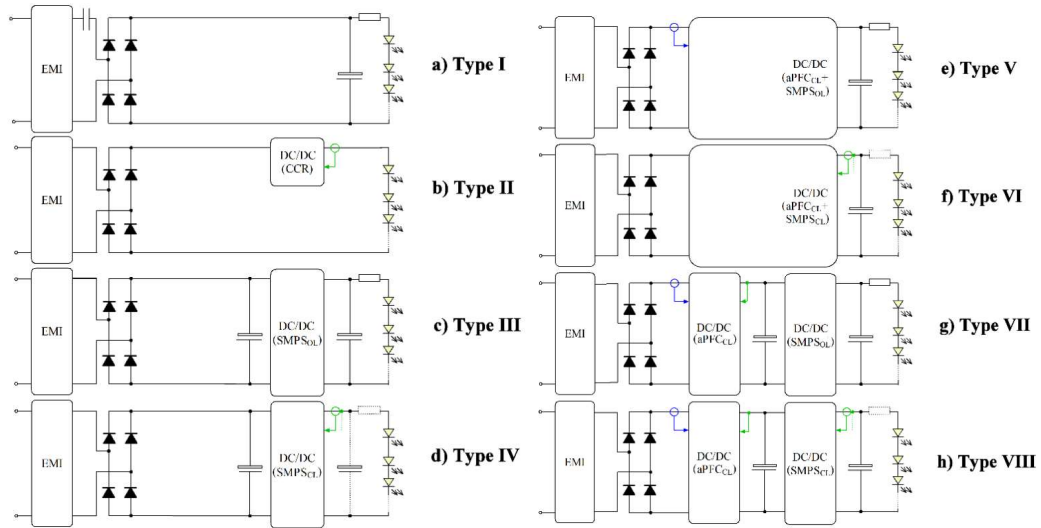 EMI
a) Type I
EMI
DC/DC
(CCR)
b) Type II
EMI
DC/DC
(SMPSOL)
c) Type III
EMI
DC/DC
(SMPSCL)
d) Type IV
EMI
DC/DC
(aPFCCL+
SMPSOL)
e) Type V
EMI
DC/DC
(aPFCCL+
SMPSCL)
f) Type VI
EMI
DC/DC
(aPFCCL)
DC/DC
(SMPSOL)
g) Type VII
EMI
DC/DC
(aPFCCL)
DC/DC
(SMPSCL)
h) Type VIII